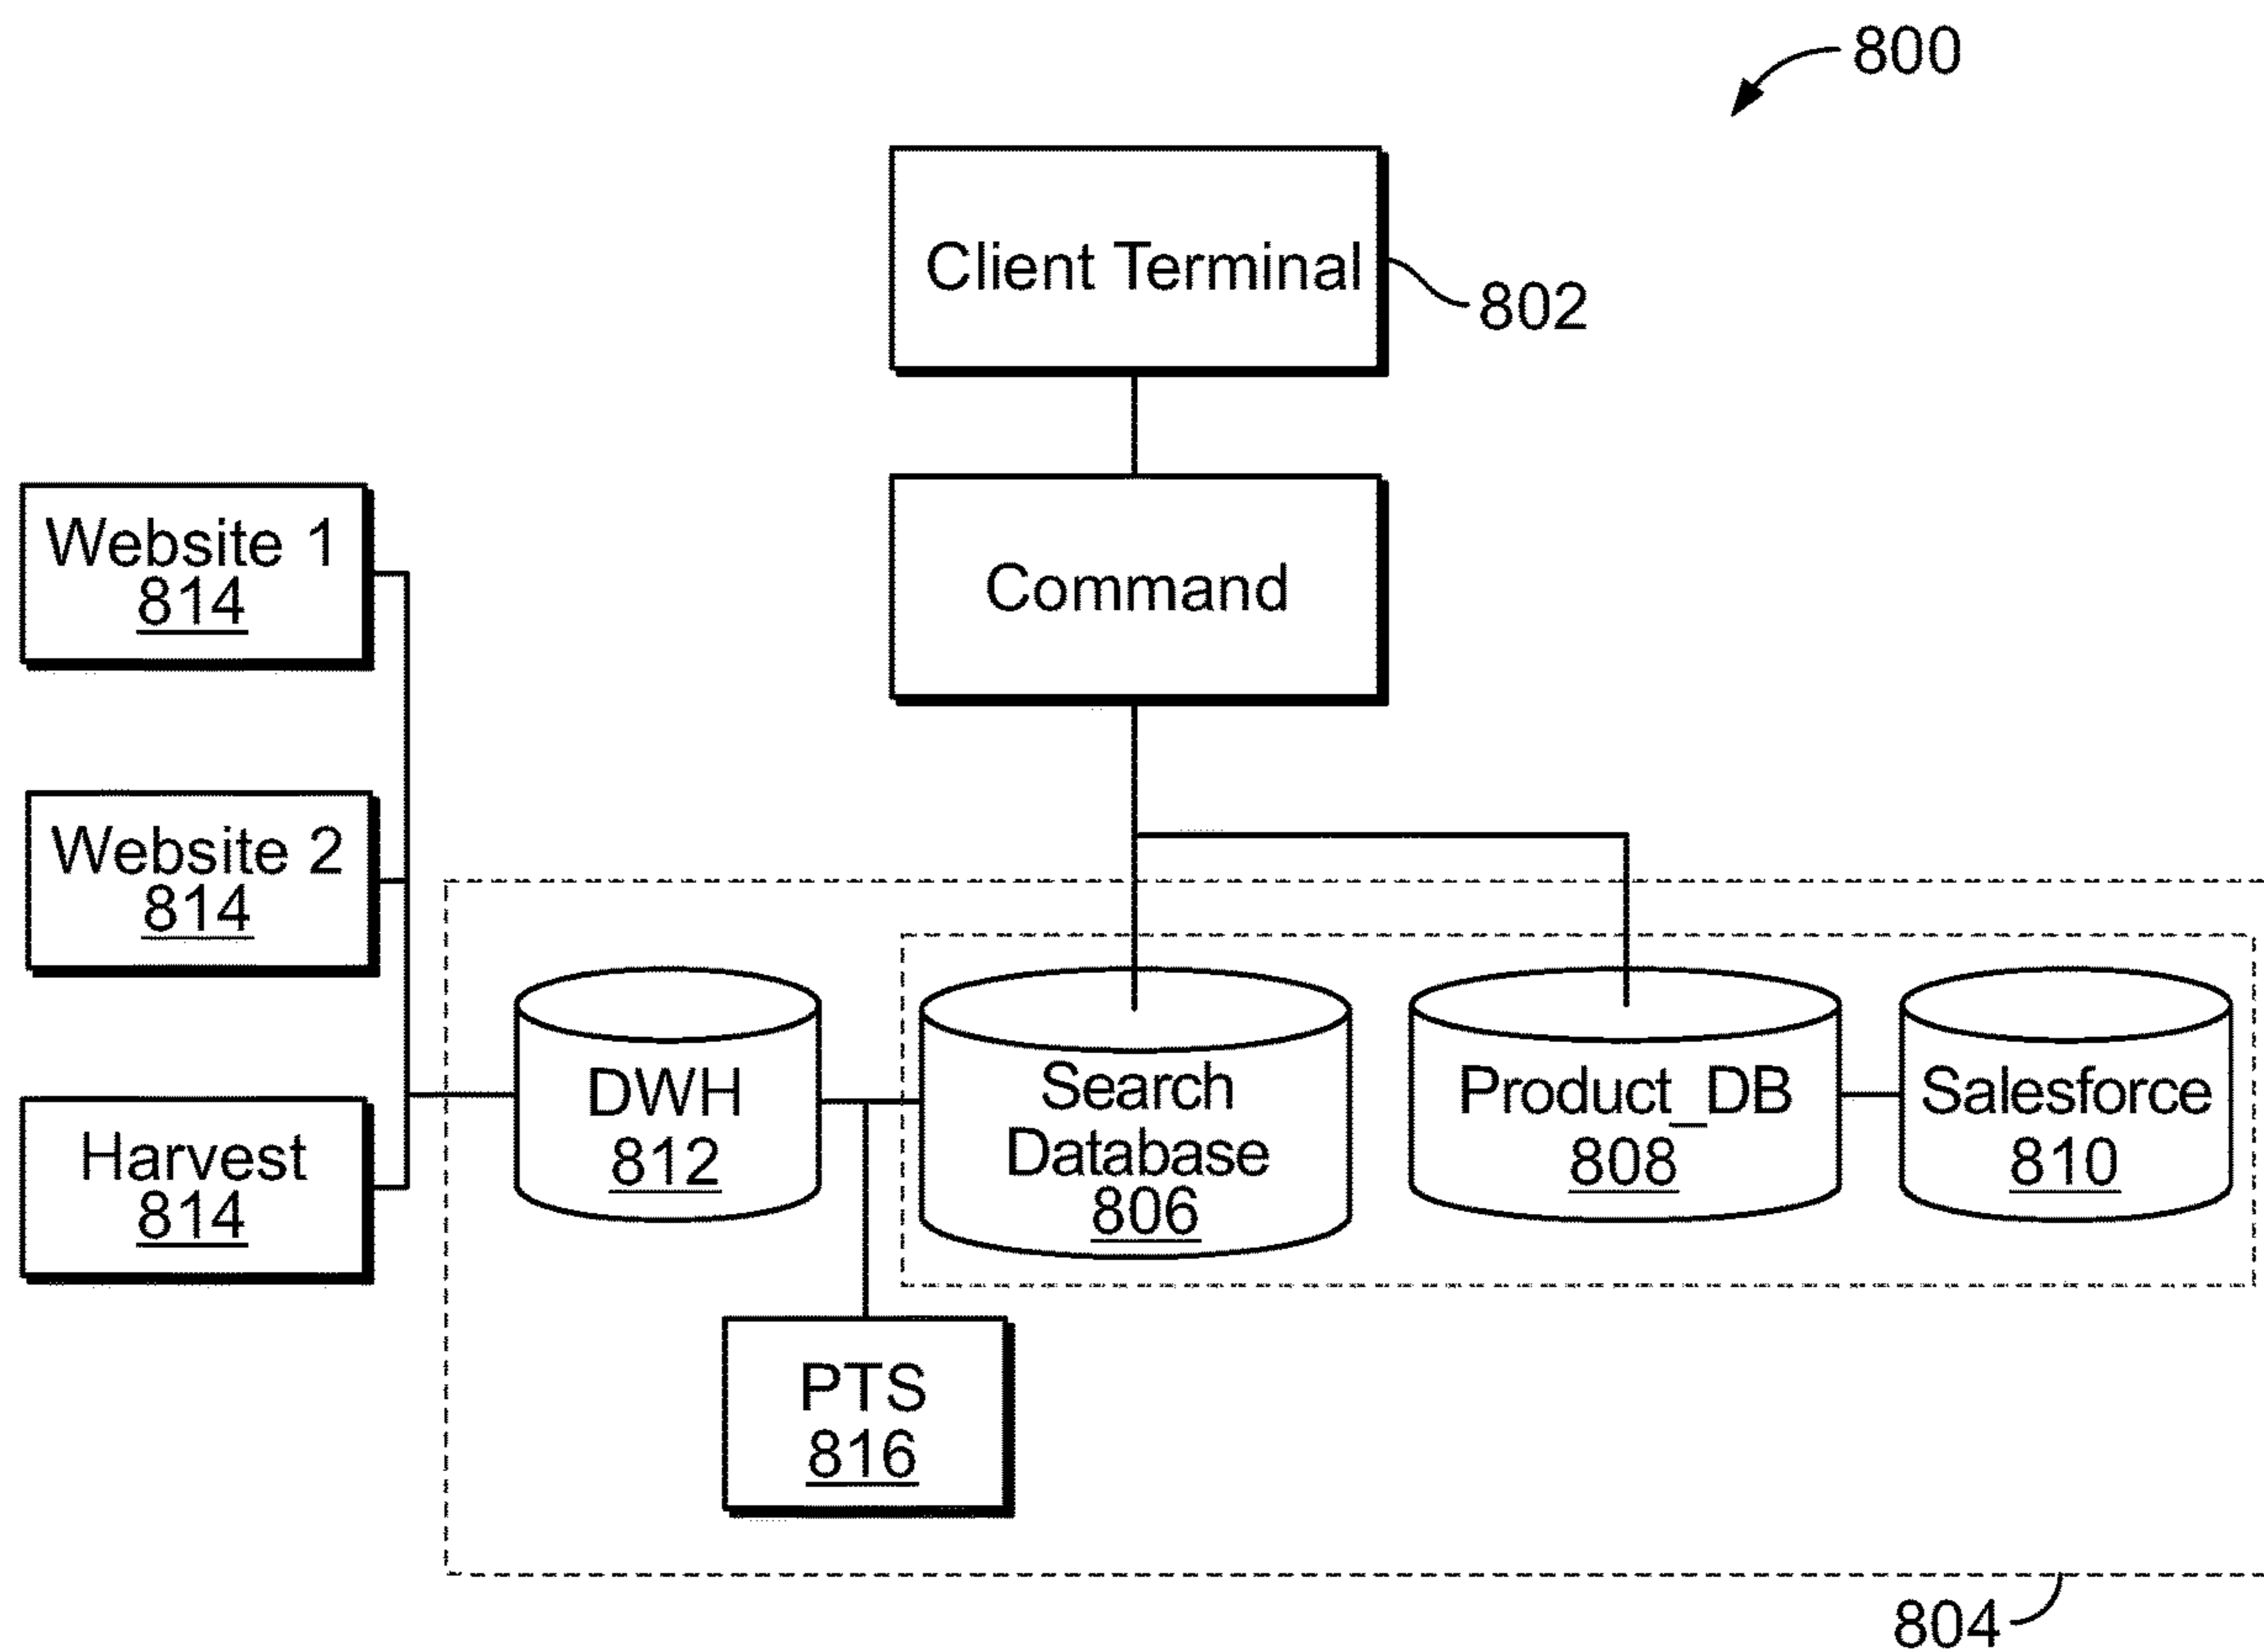 800
Client Terminal
802
Command
Website 1
814
Website 2
814
Harvest
814
DWH
812
Search
Database
806
Product_DB
808
Salesforce
810
PTS
816
804